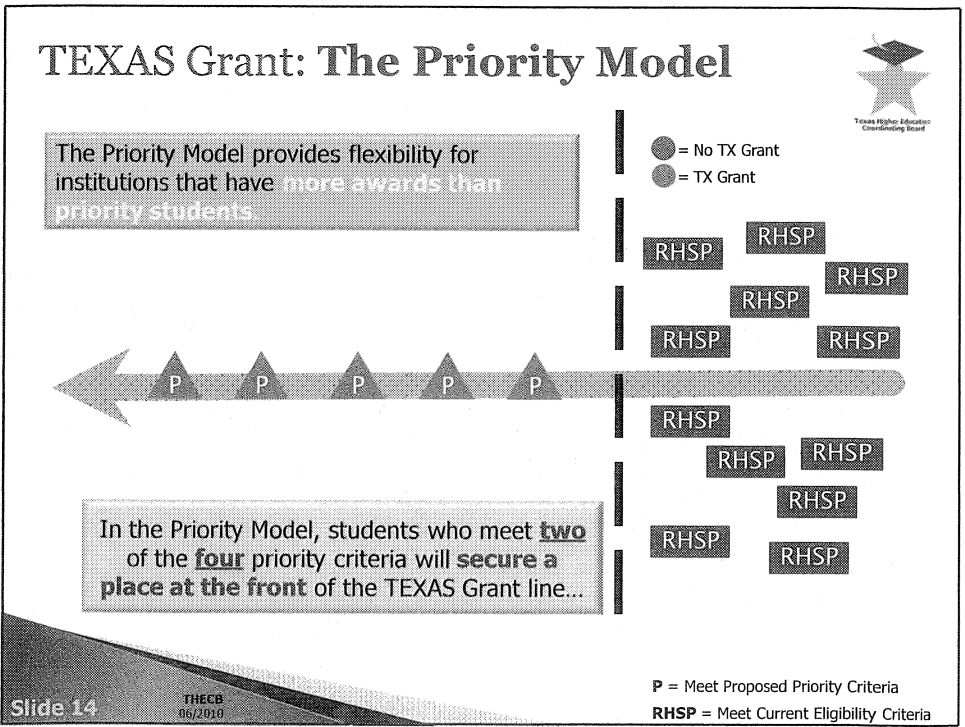 TEXAS Grant: The Priority Model
Texas Higher Education
Coordinating Board
The Priority Model provides flexibility for
institutions that have more awards than
priority students.
= No TX Grant
= TX Grant
RHSP
RHSP
RHSP
RHSP
RHSP
RHSP
P P P P P
RHSP
RHSP
RHSP
RHSP
RHSP
RHSP
In the Priority Model, students who meet two
of the four priority criteria will secure a
place at the front of the TEXAS Grant line...
P = Meet Proposed Priority Criteria
RHSP = Meet Current Eligibility Criteria
Slide 14
THECB
06/2010